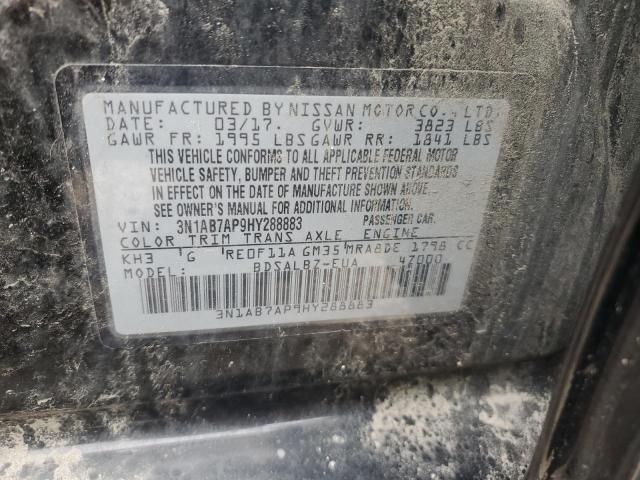 MANUFACTURED BY NISSAN MOTOR CO., LTD.
DATE: 03/17. GVWR: 3823 LBS
GAWR FR: 1995 LBS GAWR RR: 1841 LBS
THIS VEHICLE CONFORMS TO ALL APPLICABLE FEDERAL MOTOR
VEHICLE SAFETY, BUMPER AND THEFT PREVENTION STANDARDS
IN EFFECT ON THE DATE OF MANUFACTURE SHOWN ABOVE.
SEE OWNER'S MANUAL FOR ADDITIONAL INFORMATION.
VIN: 3N1AB7AP9HY288883 PASSENGER CAR.
COLOR TRIM TRANS AXLE ENGINE
KH3 G RE0F11A GM35 MRA8DE 1798 CC
MODEL: BDSALB7-EUA 47000
3N1AB7AP9HY288883